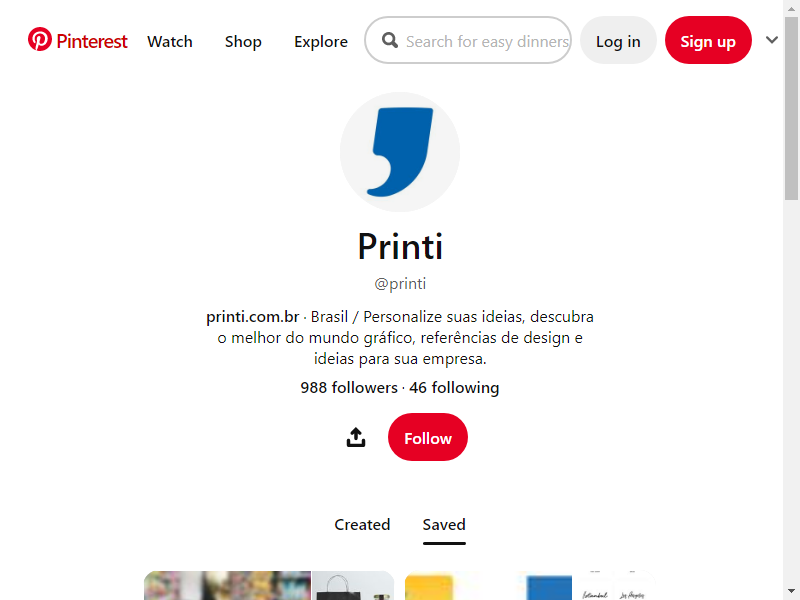 Pinterest Watch Shop Explore Search for easy dinners Log in Sign up
Printi
@printi
printi.com.br · Brasil / Personalize suas ideias, descubra
o melhor do mundo gráfico, referências de design e
ideias para sua empresa.
988 followers · 46 following
Follow
Created Saved
Istanbul